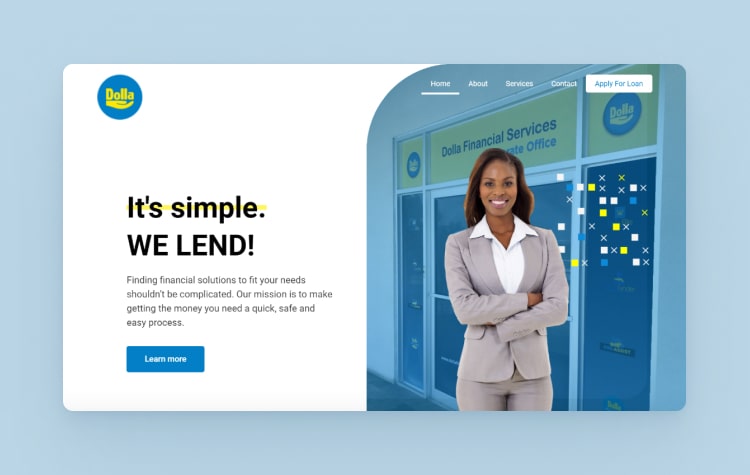 Dolla
Home About Services Contact Apply For Loan
Dolla Financial Services
rate Office
It's simple.
WE LEND!
Finding financial solutions to fit your needs
shouldn't be complicated. Our mission is to make
getting the money you need a quick, safe and
easy process.
Learn more